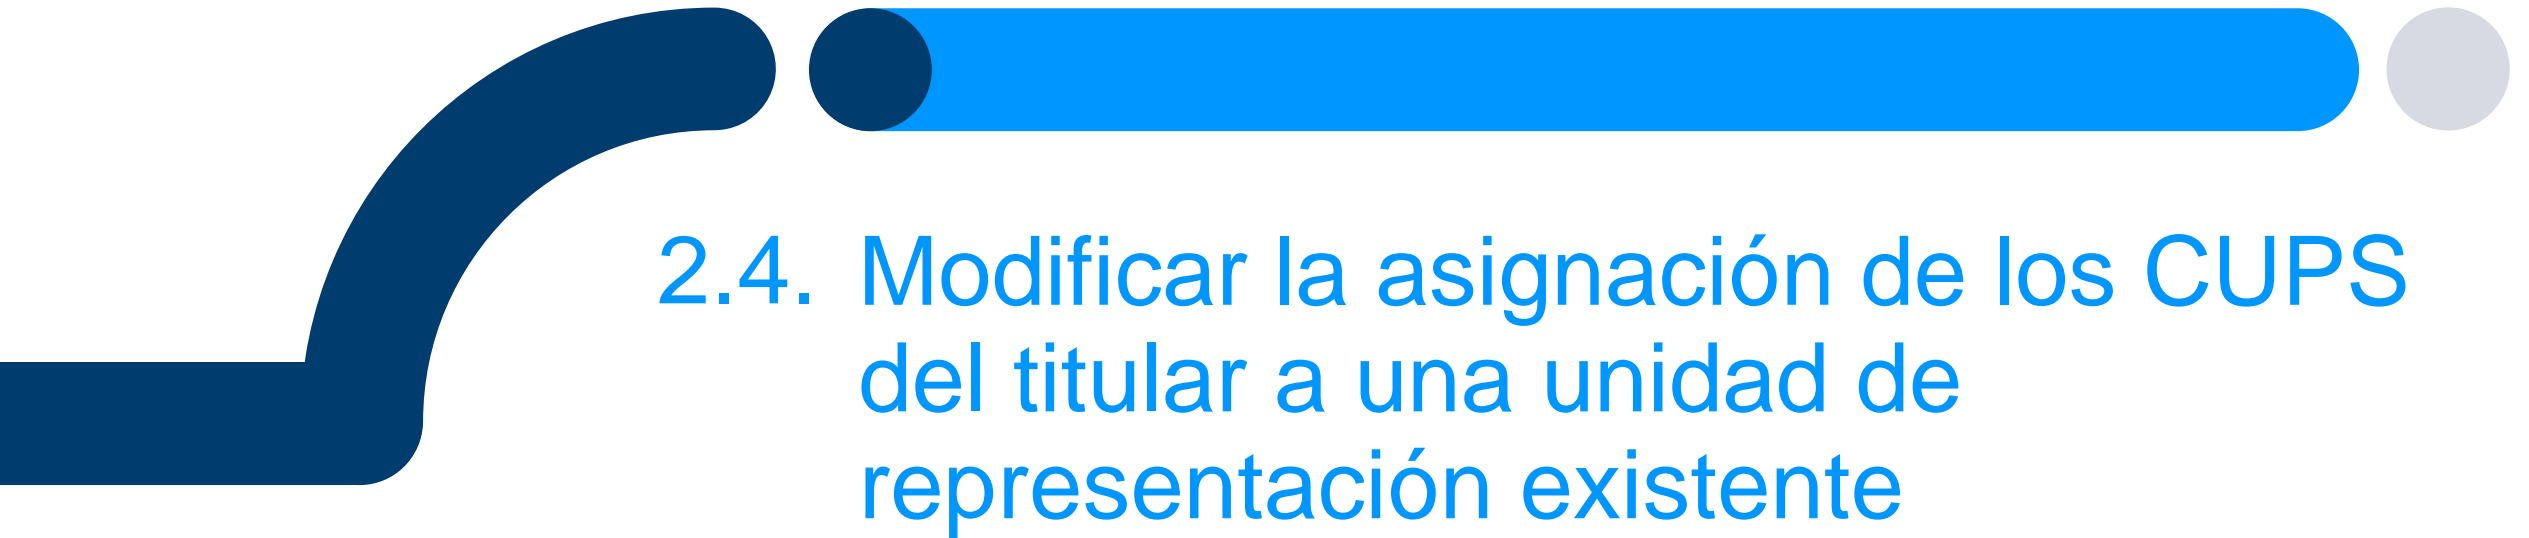 2.4. Modificar la asignación de los CUPS
del titular a una unidad de
representación existente